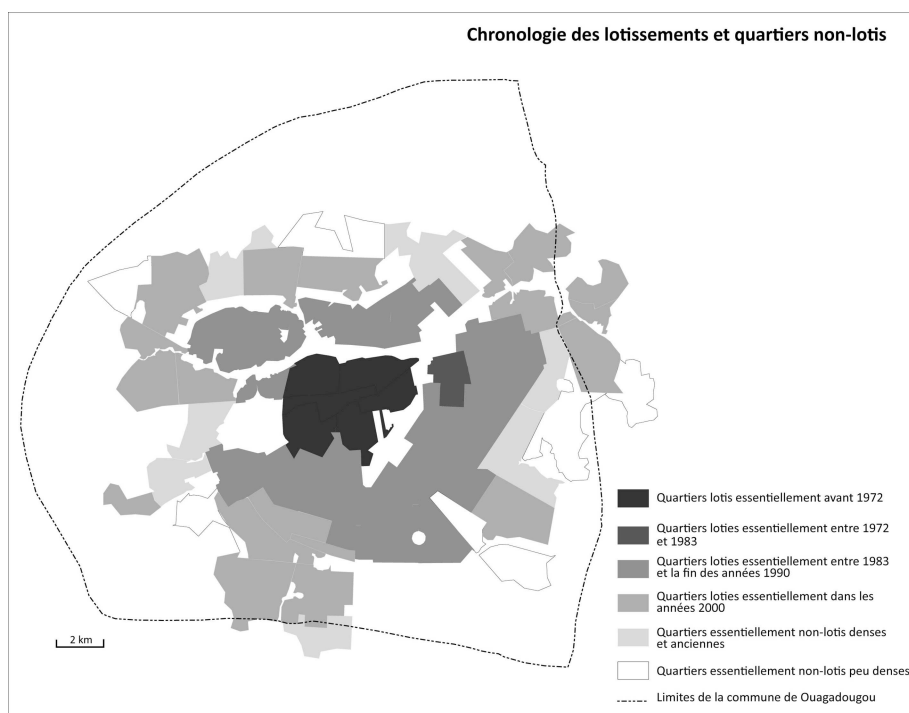 Chronologie des lotissements et quartiers non-lotis
Quartiers lotis essentiellement avant 1972
Quartiers loties essentiellement entre 1972
et 1983
Quartiers loties essentiellement entre 1983
et la fin des années 1990
Quartiers loties essentiellement dans les
années 2000
Quartiers essentiellement non-lotis denses
et anciennes
Quartiers essentiellement non-lotis peu denses
Limites de la commune de Ouagadougou
2 km